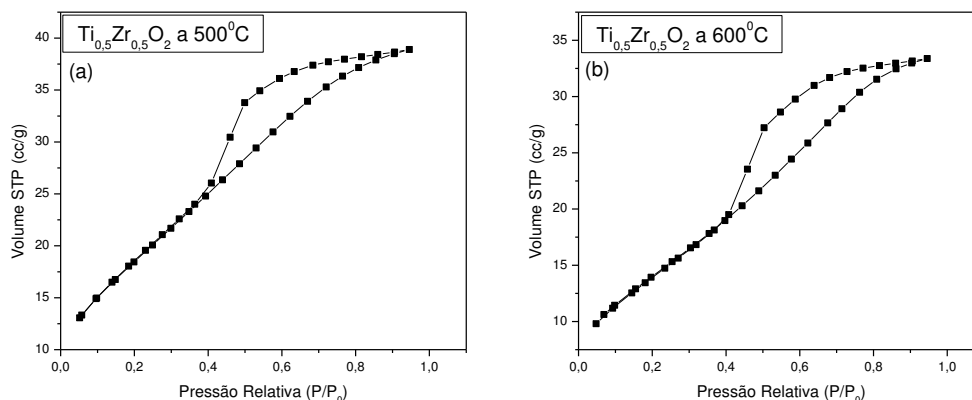 Ti0,5Zr0,5O2 a 500⁰C
(a)
Volume STP (cc/g)
40
35
30
25
20
15
10
0,0 0,2 0,4 0,6 0,8 1,0
Pressão Relativa (P/P0)
Ti0,5Zr0,5O2 a 600⁰C
(b)
Volume STP (cc/g)
35
30
25
20
15
10
0,0 0,2 0,4 0,6 0,8 1,0
Pressão Relativa (P/P0)